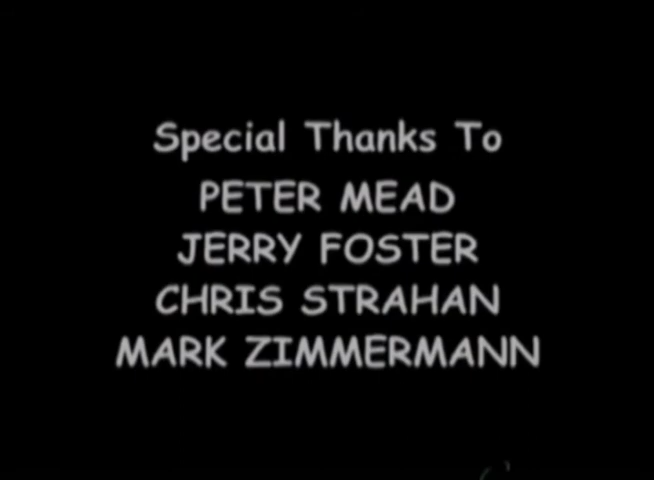 Special Thanks To
PETER MEAD
JERRY FOSTER
CHRIS STRAHAN
MARK ZIMMERMANN